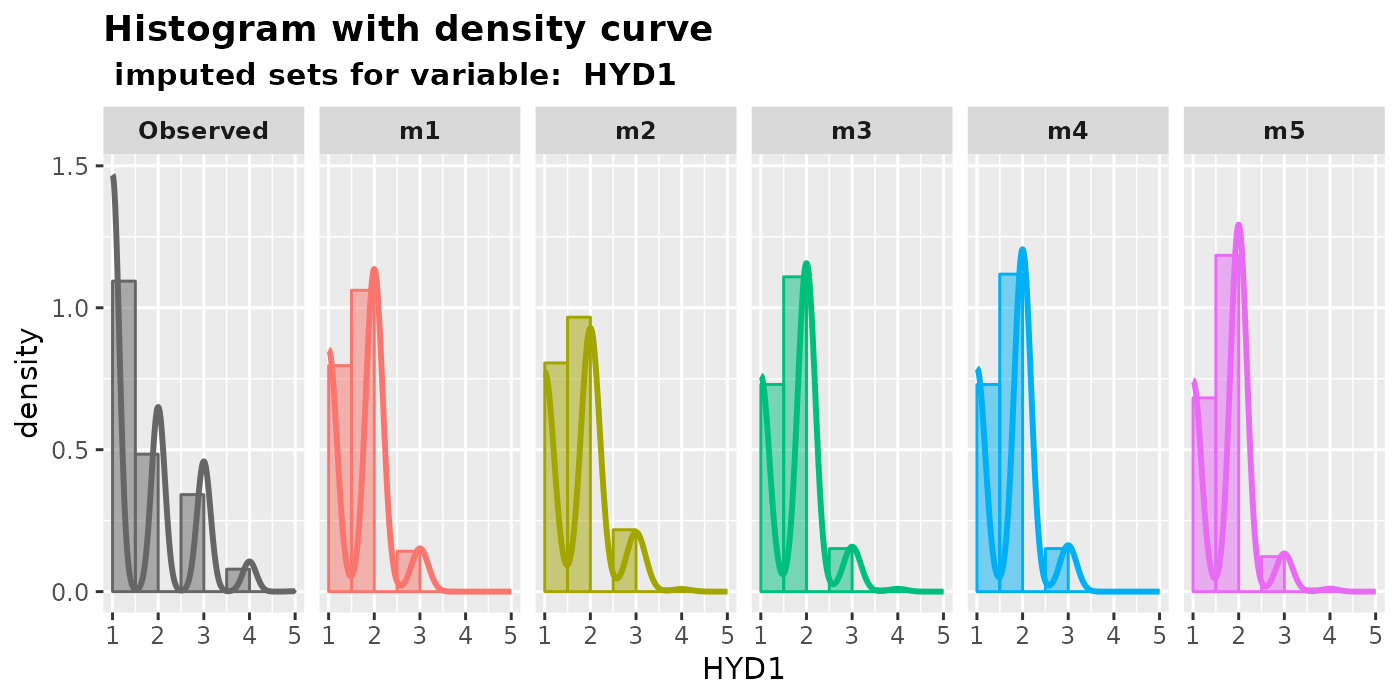 Histogram with density curve
imputed sets for variable:  HYD1
Observed m1 m2 m3 m4 m5
1.5
1.0
0.5
0.0
density
1 2 3 4 5 1 2 3 4 5 1 2 3 4 5 1 2 3 4 5 1 2 3 4 5 1 2 3 4 5
HYD1